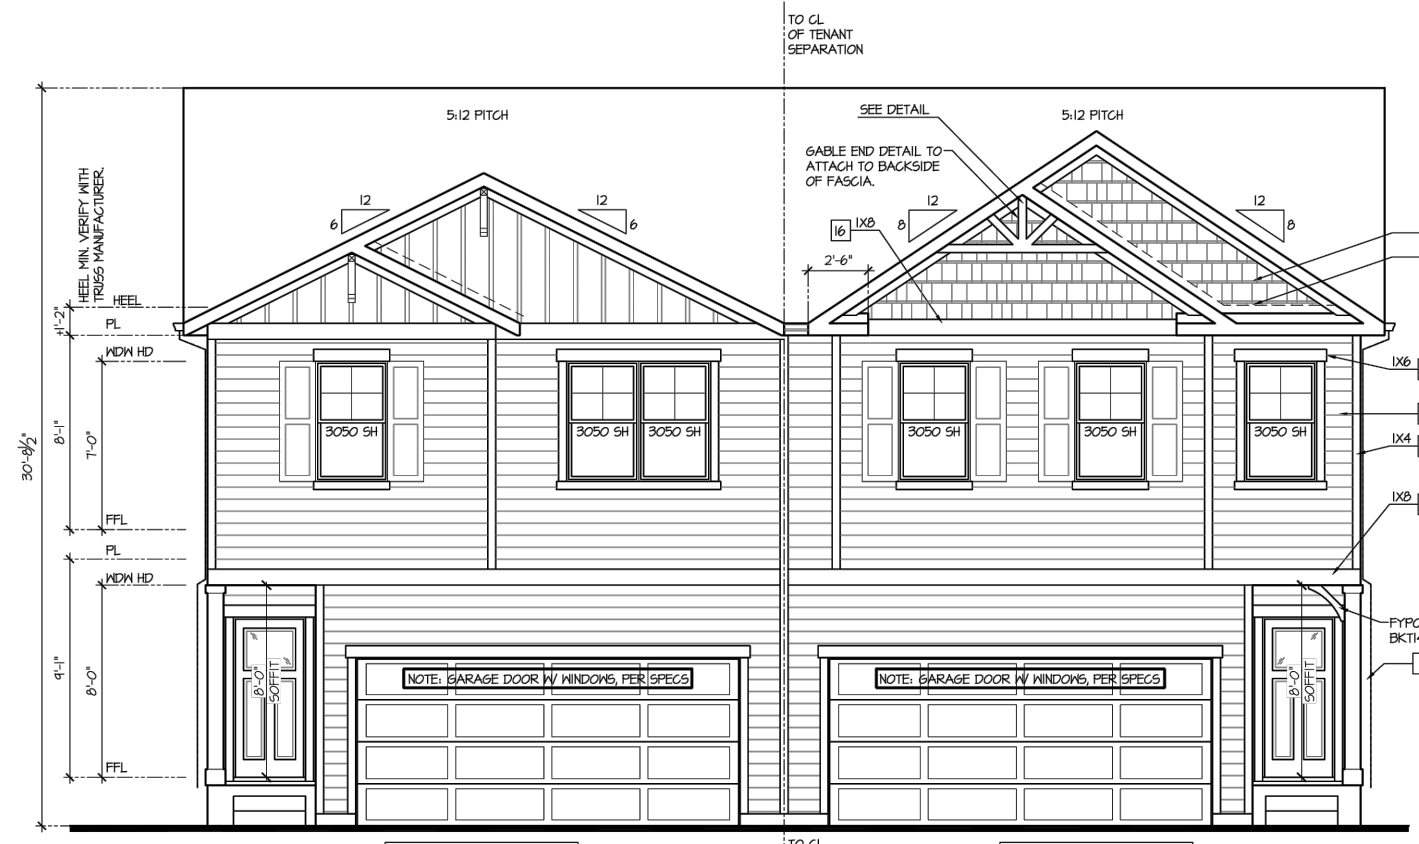 TO CL
OF TENANT
SEPARATION
5:12 PITCH
SEE DETAIL
5:12 PITCH
GABLE END DETAIL TO
ATTACH TO BACKSIDE
OF FASCIA.
HEEL MIN. VERIFY WITH
TRUSS MANUFACTURER.
12
6
12
6
12
8
12
8
16
1X8
2'-6"
HEEL
±1'-2"
PL
WDW HD
1X6
3050 SH
3050 SH
3050 SH
3050 SH
3050 SH
3050 SH
1X4
30'-8½"
8'-1"
7'-0"
1X8
FFL
PL
WDW HD
FYPO
BKT1
9'-1"
8'-0"
8'-0"
SOFFIT
NOTE: GARAGE DOOR W/ WINDOWS, PER SPECS
NOTE: GARAGE DOOR W/ WINDOWS, PER SPECS
8'-0"
SOFFIT
FFL
TO CL